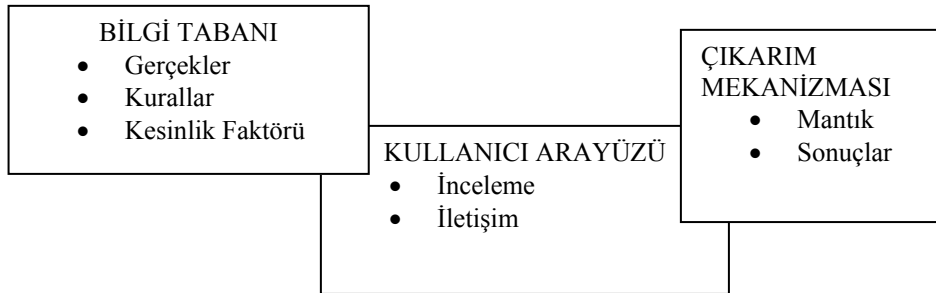 BİLGİ TABANI
• Gerçekler
• Kurallar
• Kesinlik Faktörü
KULLANICI ARAYÜZÜ
• İnceleme
• İletişim
ÇIKARIM
MEKANİZMASI
• Mantık
• Sonuçlar